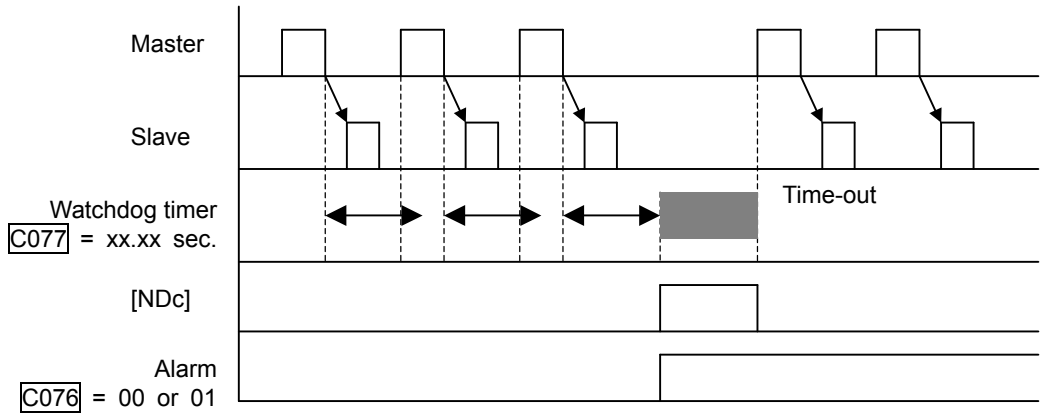 Master
Slave
Time-out
Watchdog timer
C077 = xx.xx sec.
[NDc]
Alarm
C076 = 00 or 01